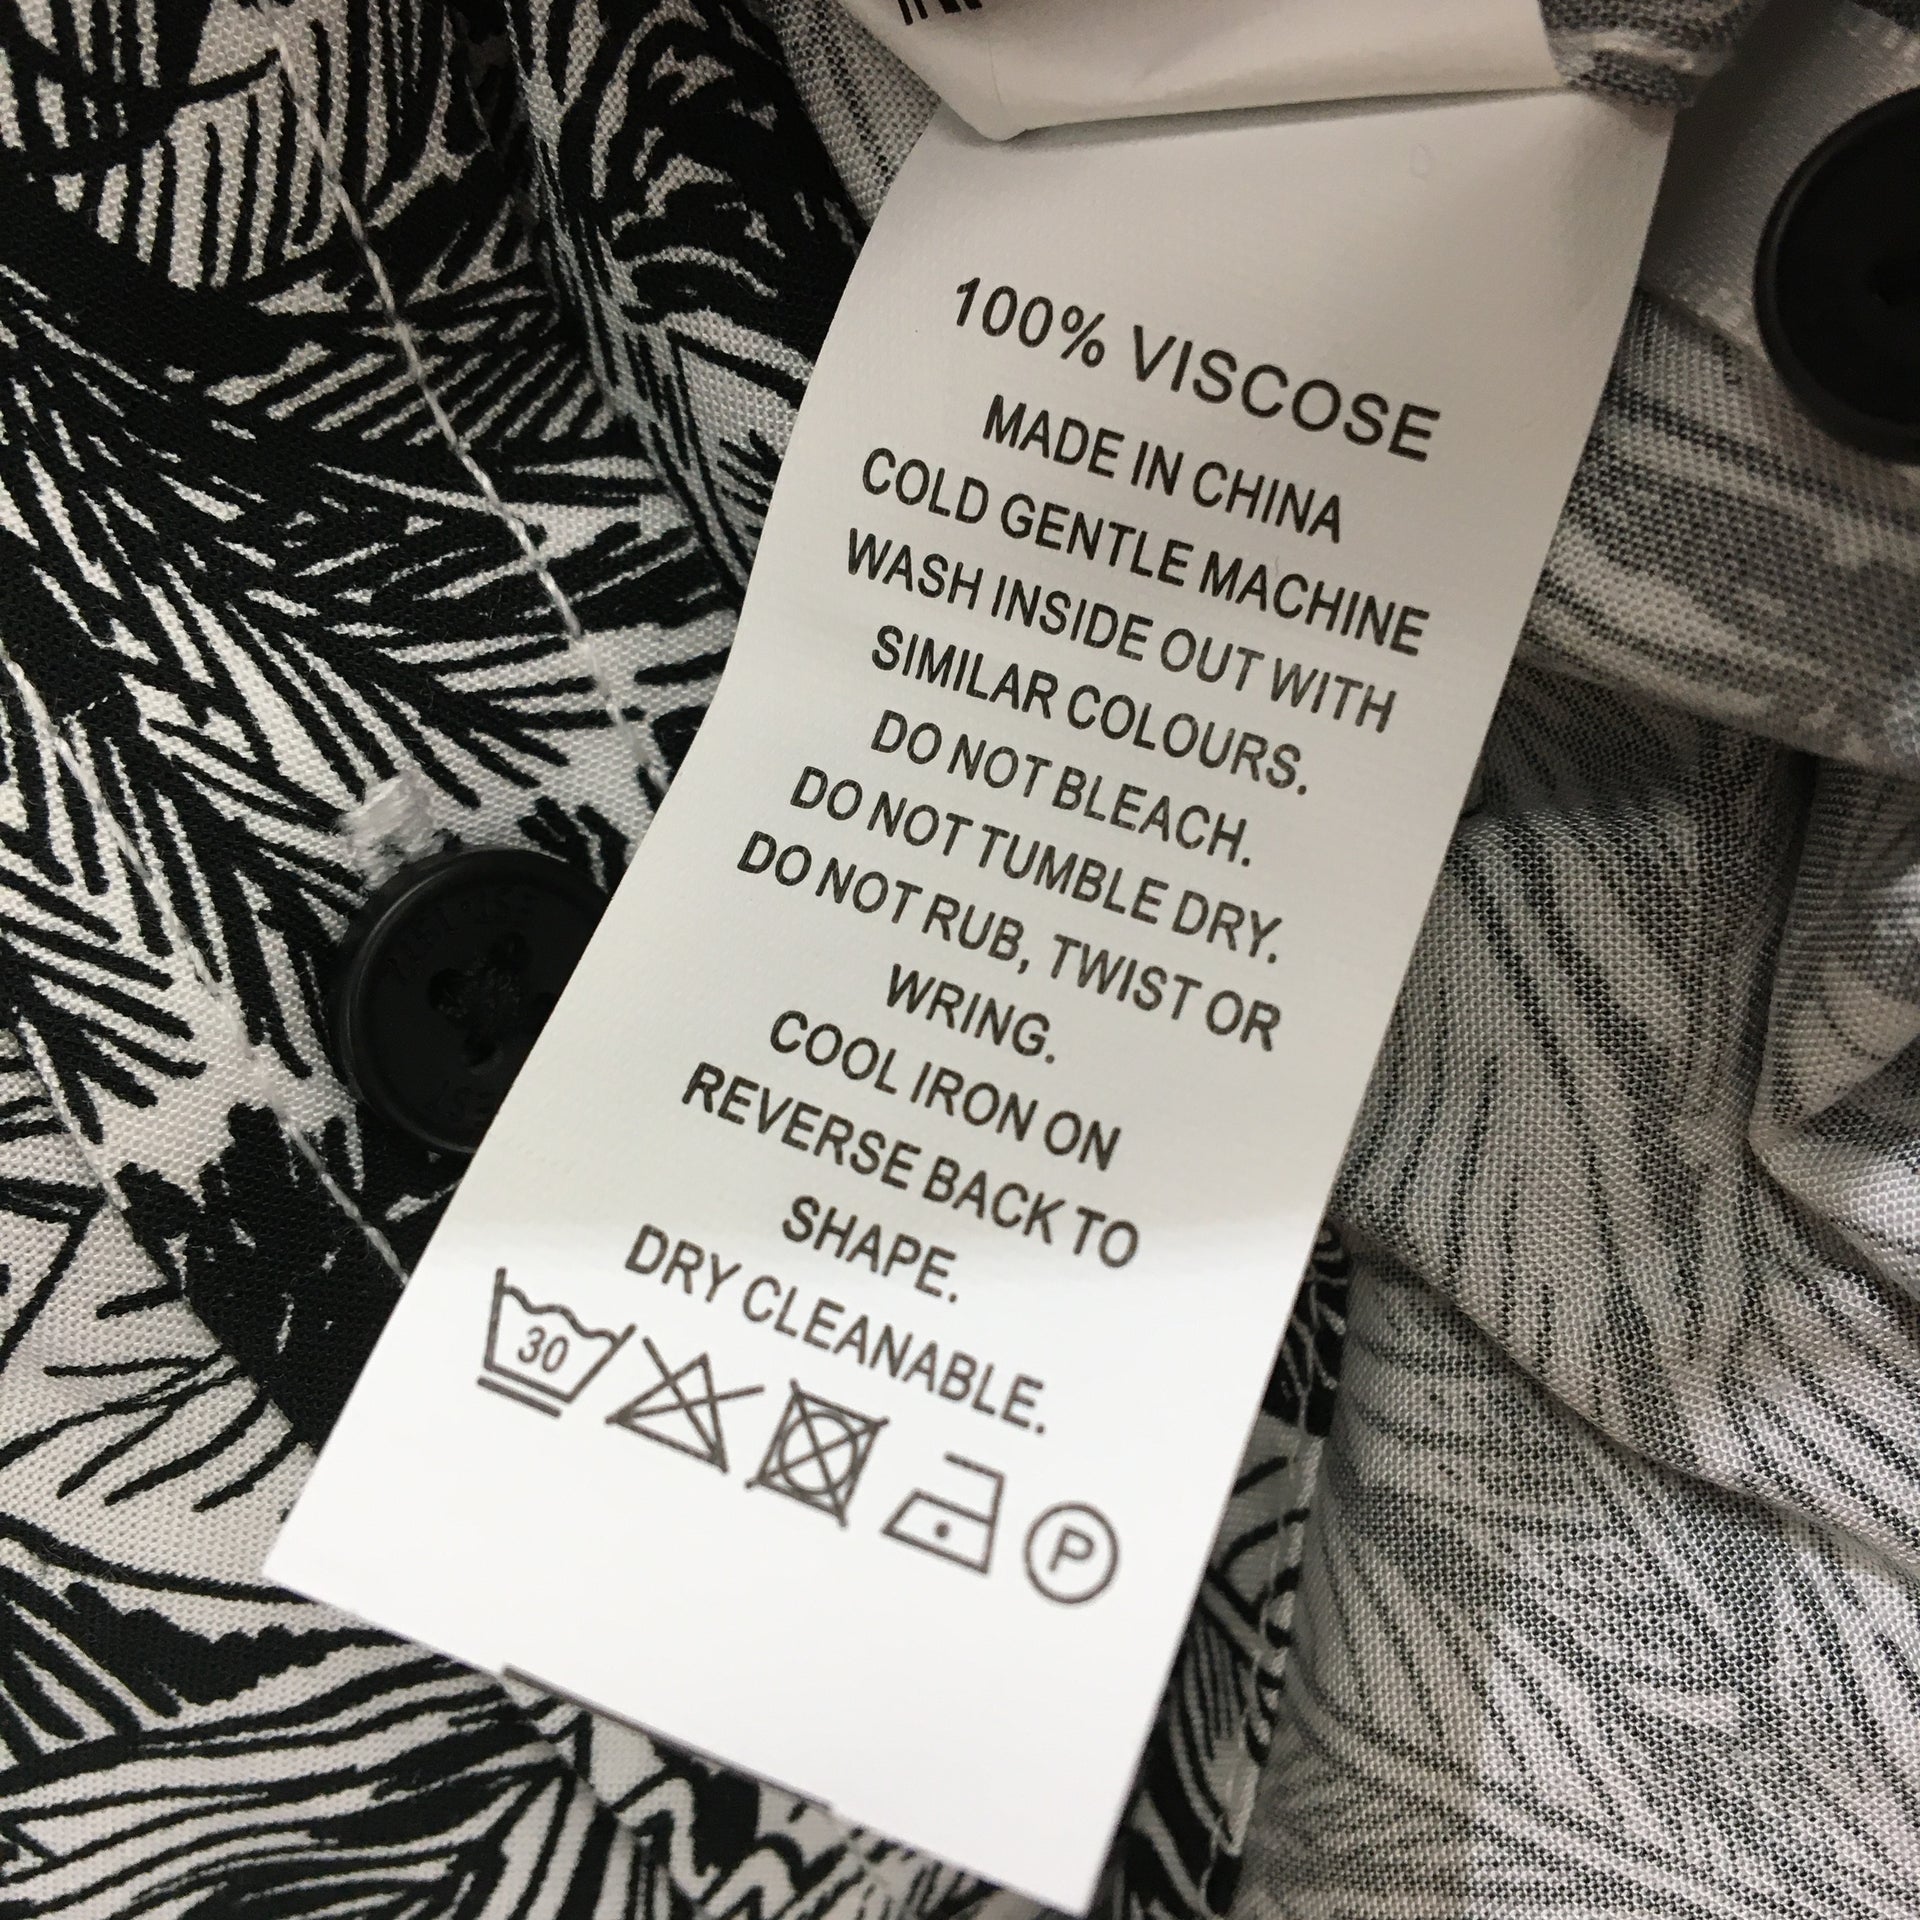 100% VISCOSE
MADE IN CHINA
COLD GENTLE MACHINE
WASH INSIDE OUT WITH
SIMILAR COLOURS.
DO NOT BLEACH.
DO NOT TUMBLE DRY.
DO NOT RUB, TWIST OR
WRING.
COOL IRON ON
REVERSE BACK TO
SHAPE.
DRY CLEANABLE.
30 P